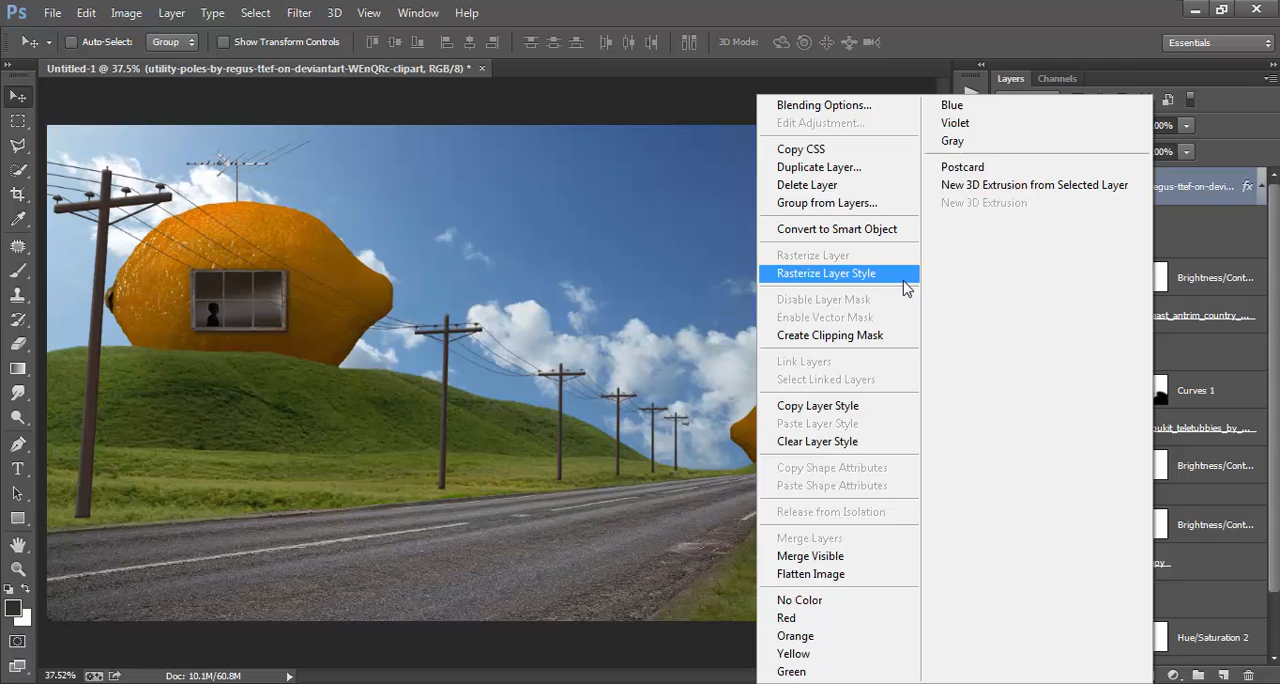 Ps File Edit Image Layer Type Select Filter 3D View Window Help
Auto-Select: Group Show Transform Controls 3D Mode: Essentials
Untitled-1 @ 37.5% (utility-poles-by-regus-ttef-on-deviantart-WEnQRc-clipart, RGB/8) * ×
Layers Channels
Blending Options...
Edit Adjustment...
Copy CSS
Duplicate Layer...
Delete Layer
Group from Layers...
Convert to Smart Object
Rasterize Layer
Rasterize Layer Style
Disable Layer Mask
Enable Vector Mask
Create Clipping Mask
Link Layers
Select Linked Layers
Copy Layer Style
Paste Layer Style
Clear Layer Style
Copy Shape Attributes
Paste Shape Attributes
Release from Isolation
Merge Layers
Merge Visible
Flatten Image
No Color
Red
Orange
Yellow
Green
Blue
Violet
Gray
Postcard
New 3D Extrusion from Selected Layer
New 3D Extrusion
00%
00%
egus-ttef-on-devi... fx
Brightness/Cont...
ast_antrim_country_...
Curves 1
ukit_teletubbies_by_...
Brightness/Cont...
Brightness/Cont...
py
Hue/Saturation 2
37.52% Doc: 10.1M/60.8M